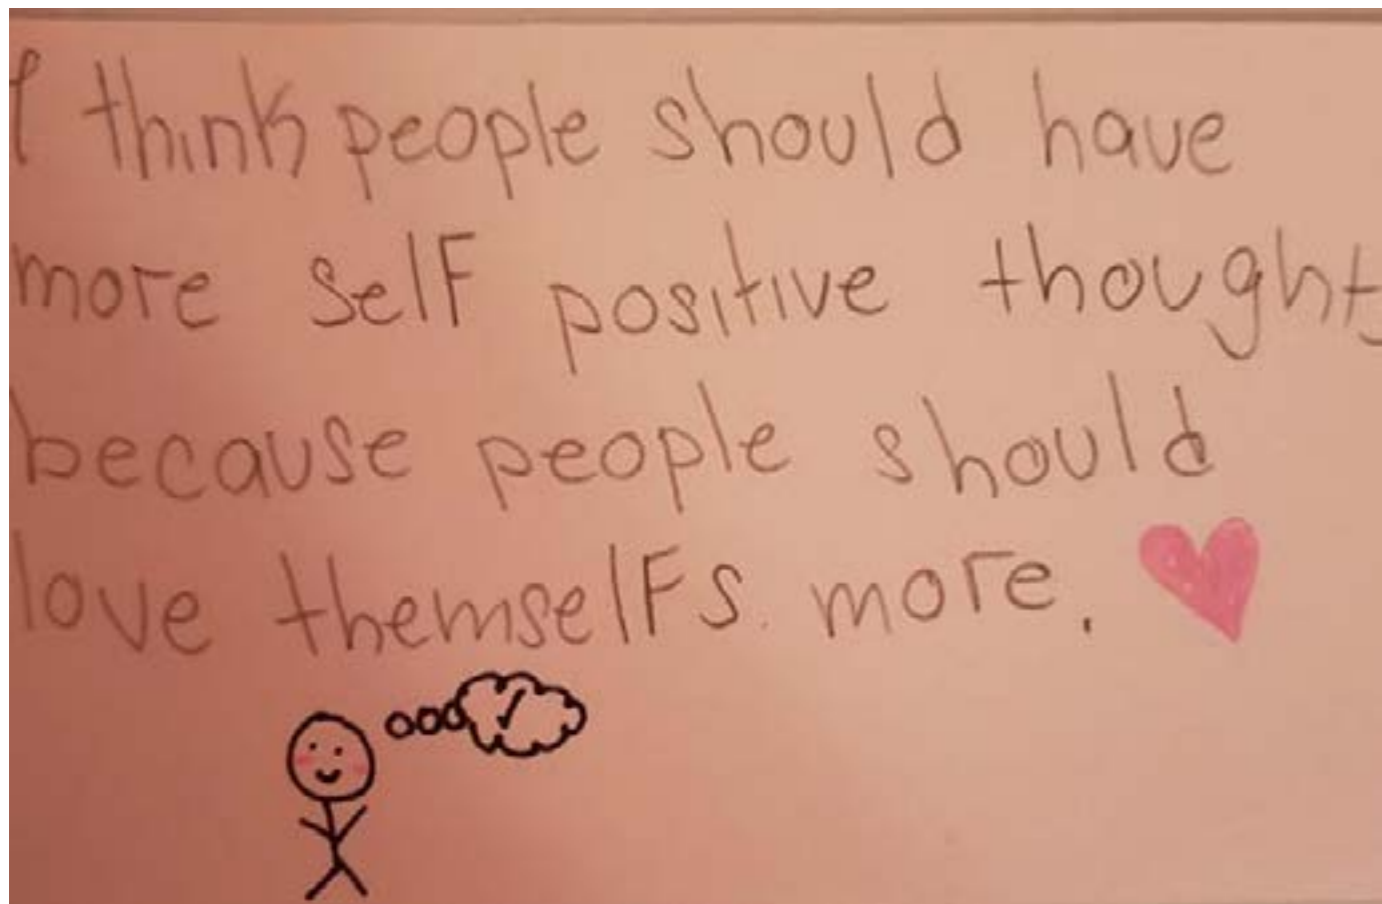 I think people should have
more self positive thoughts
because people should
love themselfs more.